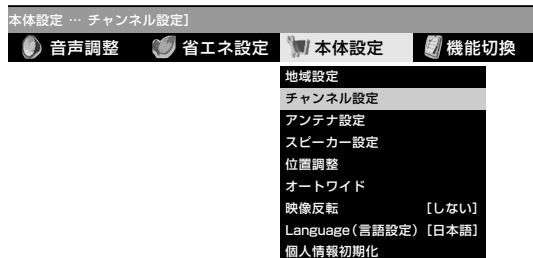 本体設定 … チャンネル設定]
音声調整 省エネ設定 本体設定 機能切換
地域設定
チャンネル設定
アンテナ設定
スピーカー設定
位置調整
オートワイド
映像反転 [しない]
Language(言語設定) [日本語]
個人情報初期化